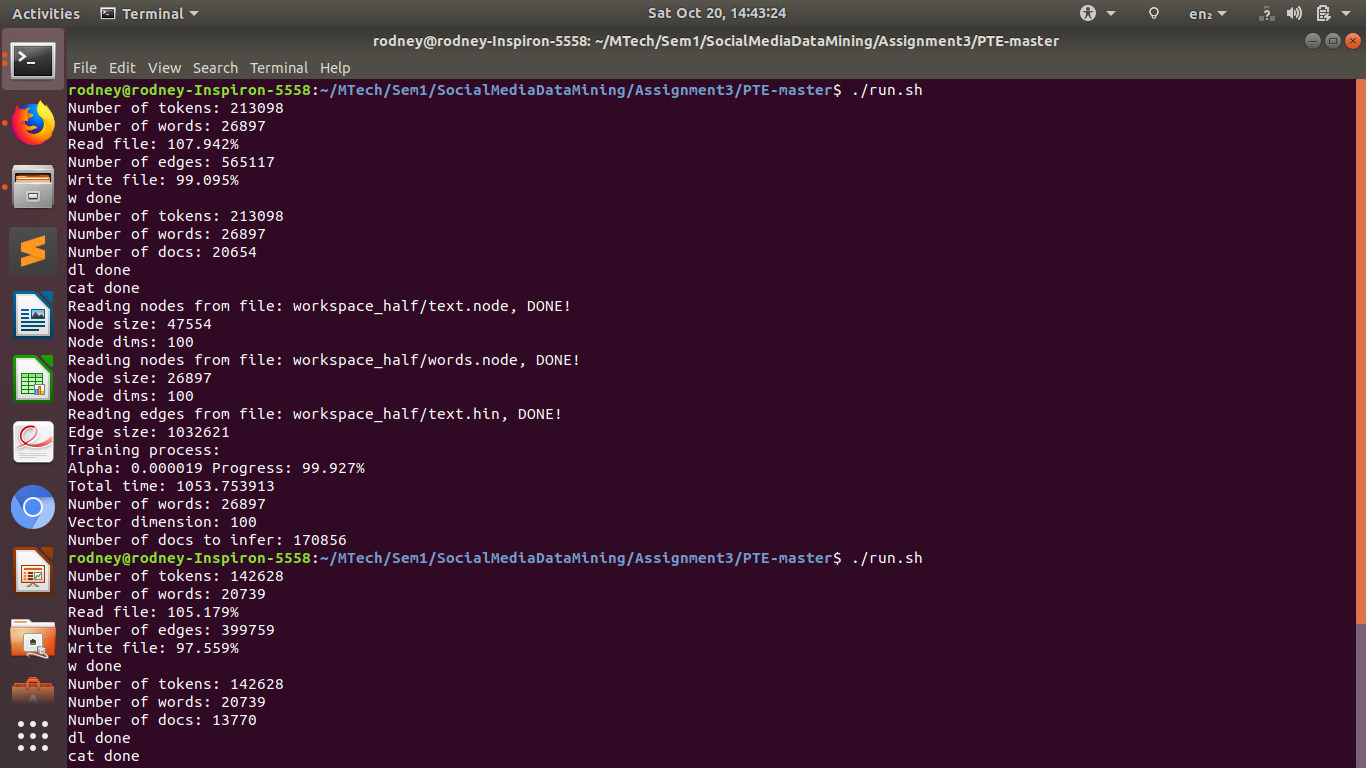 Activities Terminal Sat Oct 20, 14:43:24 en₂
rodney@rodney-Inspiron-5558: ~/MTech/Sem1/SocialMediaDataMining/Assignment3/PTE-master
File Edit View Search Terminal Help
rodney@rodney-Inspiron-5558:~/MTech/Sem1/SocialMediaDataMining/Assignment3/PTE-master$ ./run.sh
Number of tokens: 213098
Number of words: 26897
Read file: 107.942%
Number of edges: 565117
Write file: 99.095%
w done
Number of tokens: 213098
Number of words: 26897
Number of docs: 20654
dl done
cat done
Reading nodes from file: workspace_half/text.node, DONE!
Node size: 47554
Node dims: 100
Reading nodes from file: workspace_half/words.node, DONE!
Node size: 26897
Node dims: 100
Reading edges from file: workspace_half/text.hin, DONE!
Edge size: 1032621
Training process:
Alpha: 0.000019 Progress: 99.927%
Total time: 1053.753913
Number of words: 26897
Vector dimension: 100
Number of docs to infer: 170856
rodney@rodney-Inspiron-5558:~/MTech/Sem1/SocialMediaDataMining/Assignment3/PTE-master$ ./run.sh
Number of tokens: 142628
Number of words: 20739
Read file: 105.179%
Number of edges: 399759
Write file: 97.559%
w done
Number of tokens: 142628
Number of words: 20739
Number of docs: 13770
dl done
cat done